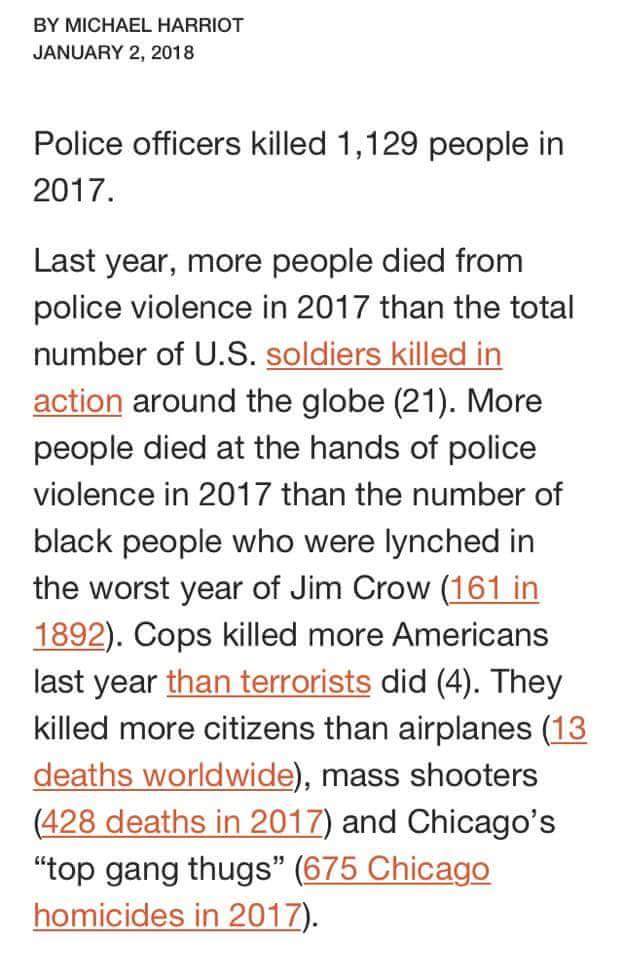 BY MICHAEL HARRIOT
JANUARY 2, 2018
Police officers killed 1,129 people in
2017.
Last year, more people died from
police violence in 2017 than the total
number of U.S. soldiers killed in
action around the globe (21). More
people died at the hands of police
violence in 2017 than the number of
black people who were lynched in
the worst year of Jim Crow (161 in
1892). Cops killed more Americans
last year than terrorists did (4). They
killed more citizens than airplanes (13
deaths worldwide), mass shooters
(428 deaths in 2017) and Chicago’s
“top gang thugs” (675 Chicago
homicides in 2017).